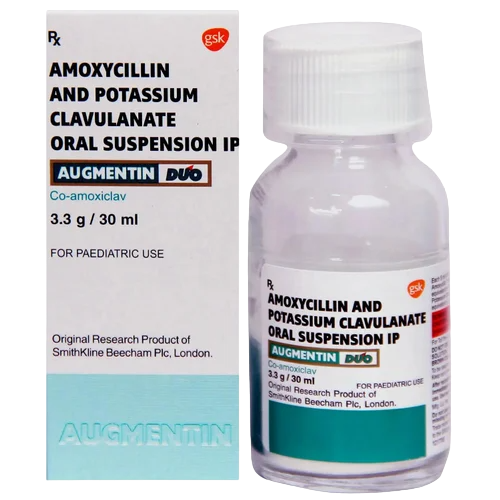 Rx
gsk
AMOXYCILLIN
AND POTASSIUM
CLAVULANATE
ORAL SUSPENSION IP
AUGMENTIN DUO
Co-amoxiclav
3.3 g / 30 ml
FOR PAEDIATRIC USE
Original Research Product of
SmithKline Beecham Plc, London.
AUGMENTIN
Rx
gsk
AMOXYCILLIN AND
POTASSIUM CLAVULANATE
ORAL SUSPENSION IP
AUGMENTIN DUO
Co-amoxiclav
3.3 g / 30 ml
FOR PAEDIATRIC USE
Original Research Product of
SmithKline Beecham Plc, London.